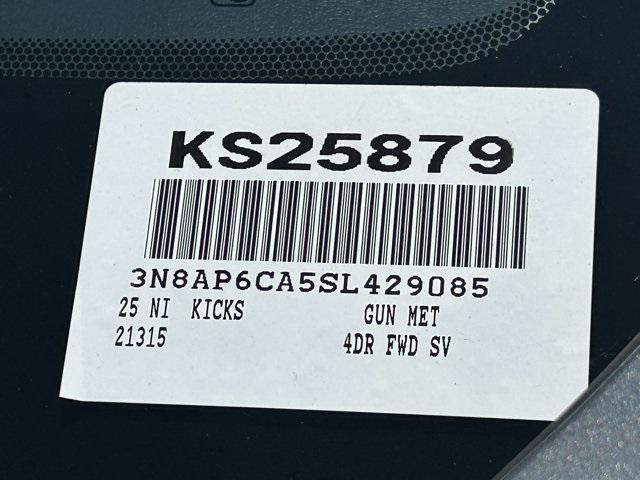 KS25879
3N8AP6CA5SL429085
25 NI KICKS GUN MET
21315 4DR FWD SV